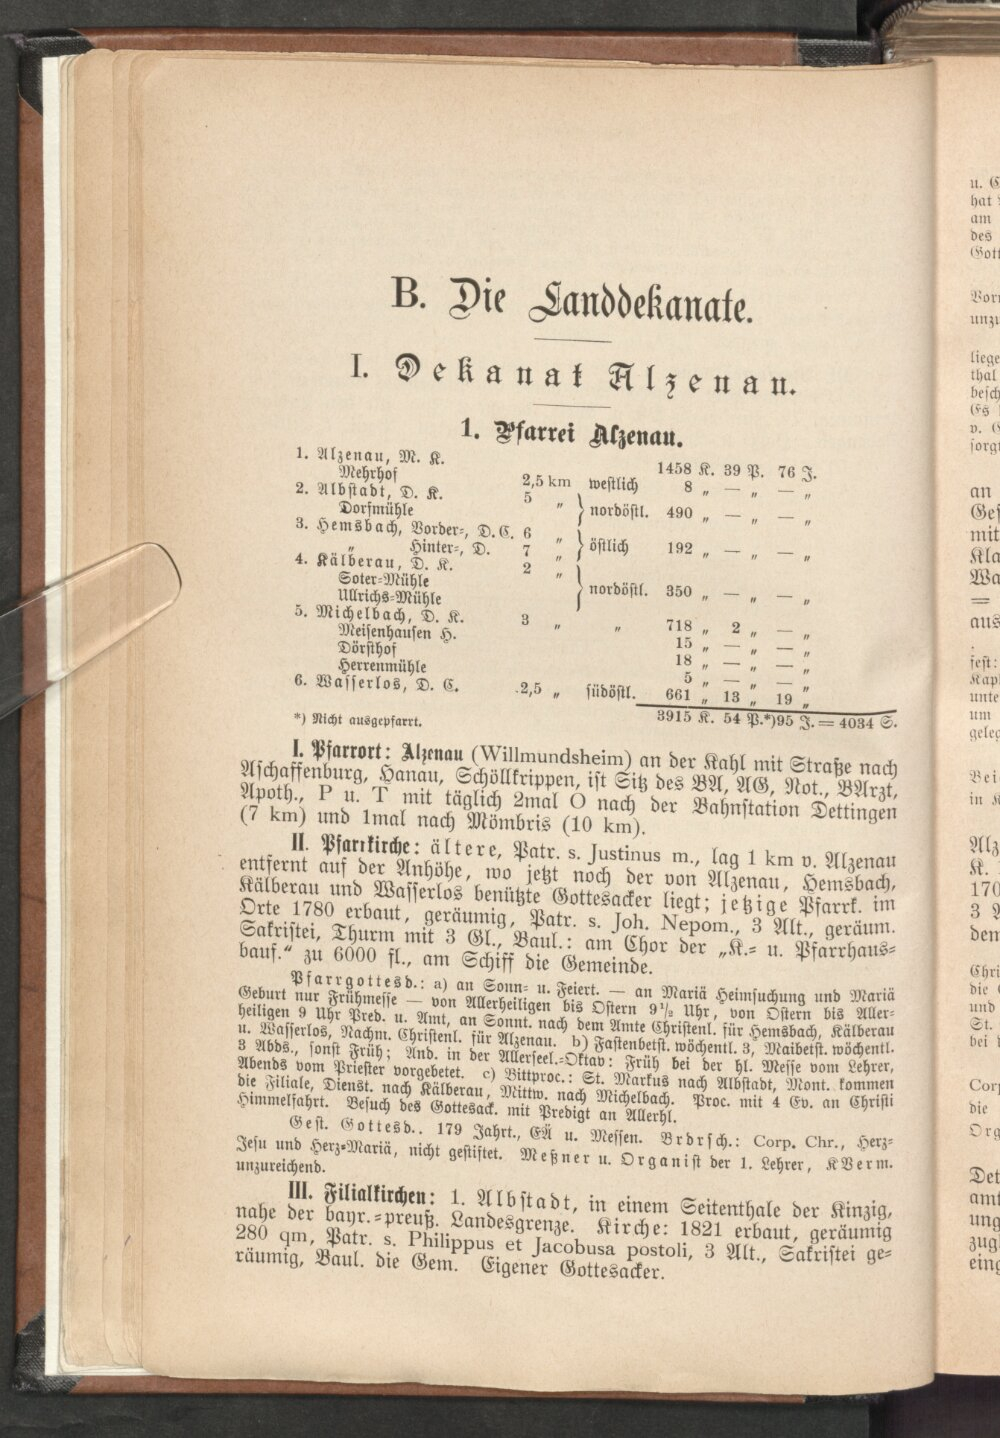 B. Die Landdekanate.
I. Dekanat Alzenau.
1. Pfarrei Alzenau.
1. Alzenau, M. K. 1458 K. 39 P. 76 J.
Mehrhof 2,5 km westlich 8 „ — „ — „
2. Albstadt, D. K. 5 „ } nordöstl. 490 „ — „ — „
Dorfmühle
3. Hemsbach, Vorder-, D. C. 6 „ } östlich 192 „ — „ — „
„ Hinter-, D. 7 „
4. Kälberau, D. K. 2 „ } nordöstl. 350 „ — „ — „
Soter-Mühle
Ullrichs-Mühle
5. Michelbach, D. K. 3 „ „ 718 „ 2 „ — „
Meisenhausen H. 15 „ — „ — „
Dörsthof 18 „ — „ — „
Herrenmühle 5 „ — „ — „
6. Wasserlos, D. C. 2,5 „ südöstl. 661 „ 13 „ 19 „
*) Nicht ausgepfarrt. 3915 K. 54 P.*) 95 J. = 4034 S.
I. Pfarrort: Alzenau (Willmundsheim) an der Kahl mit Straße nach
Aschaffenburg, Hanau, Schöllkrippen, ist Sitz des BA, AG, Not., BArzt,
Apoth., P u. T mit täglich 2mal O nach der Bahnstation Dettingen
(7 km) und 1mal nach Mömbris (10 km).
II. Pfarrkirche: ältere, Patr. s. Justinus m., lag 1 km v. Alzenau
entfernt auf der Anhöhe, wo jetzt noch der von Alzenau, Hemsbach,
Kälberau und Wasserlos benützte Gottesacker liegt; jetzige Pfarrk. im
Orte 1780 erbaut, geräumig, Patr. s. Joh. Nepom., 3 Alt., geräum.
Sakristei, Thurm mit 3 Gl., Baul.: am Chor der „K.- u. Pfarrhaus-
bauf.“ zu 6000 fl., am Schiff die Gemeinde.
Pfarrgottesd.: a) an Sonn- u. Feiert. — an Mariä Heimsuchung und Mariä
Geburt nur Frühmesse — von Allerheiligen bis Ostern 9½ Uhr, von Ostern bis Aller-
heiligen 9 Uhr Pred. u. Amt, an Sonnt. nach dem Amte Christenl. für Hemsbach, Kälberau
u. Wasserlos, Nachm. Christenl. für Alzenau. b) Fastenbetst. wöchentl. 3, Maibetst. wöchentl.
3 Abds., sonst Früh; And. in der Allerseel.-Oktav: Früh bei der hl. Messe vom Lehrer,
Abends vom Priester vorgebetet. c) Bittproc.: St. Markus nach Albstadt, Mont. kommen
die Filiale, Dienst. nach Kälberau, Mittw. nach Michelbach. Proc. mit 4 Ev. an Christi
Himmelfahrt. Besuch des Gottesack. mit Predigt an Allerhl.
Gest. Gottesd.. 179 Jahrt., EÄ u. Messen. Brdrsch.: Corp. Chr., Herz-
Jesu und Herz-Mariä, nicht gestiftet. Meßner u. Organist der 1. Lehrer, KVerm.
unzureichend.
III. Filialkirchen: 1. Albstadt, in einem Seitenthale der Kinzig,
nahe der bayr.-preuß. Landesgrenze. Kirche: 1821 erbaut, geräumig
280 qm, Patr. s. Philippus et Jacobusa postoli, 3 Alt., Sakristei ge-
räumig, Baul. die Gem. Eigener Gottesacker.